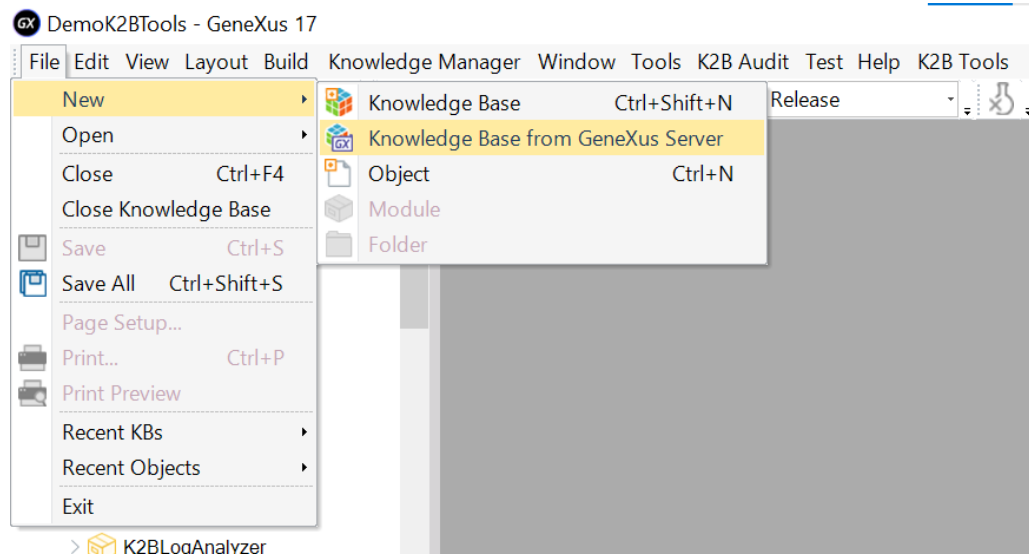 GX DemoK2BTools - GeneXus 17
File Edit View Layout Build Knowledge Manager Window Tools K2B Audit Test Help K2B Tools
New
Knowledge Base Ctrl+Shift+N
Release
Open
GX Knowledge Base from GeneXus Server
Close Ctrl+F4
Object Ctrl+N
Close Knowledge Base
Module
Save Ctrl+S
Folder
Save All Ctrl+Shift+S
Page Setup...
Print... Ctrl+P
Print Preview
Recent KBs
Recent Objects
Exit
K2BLogAnalyzer